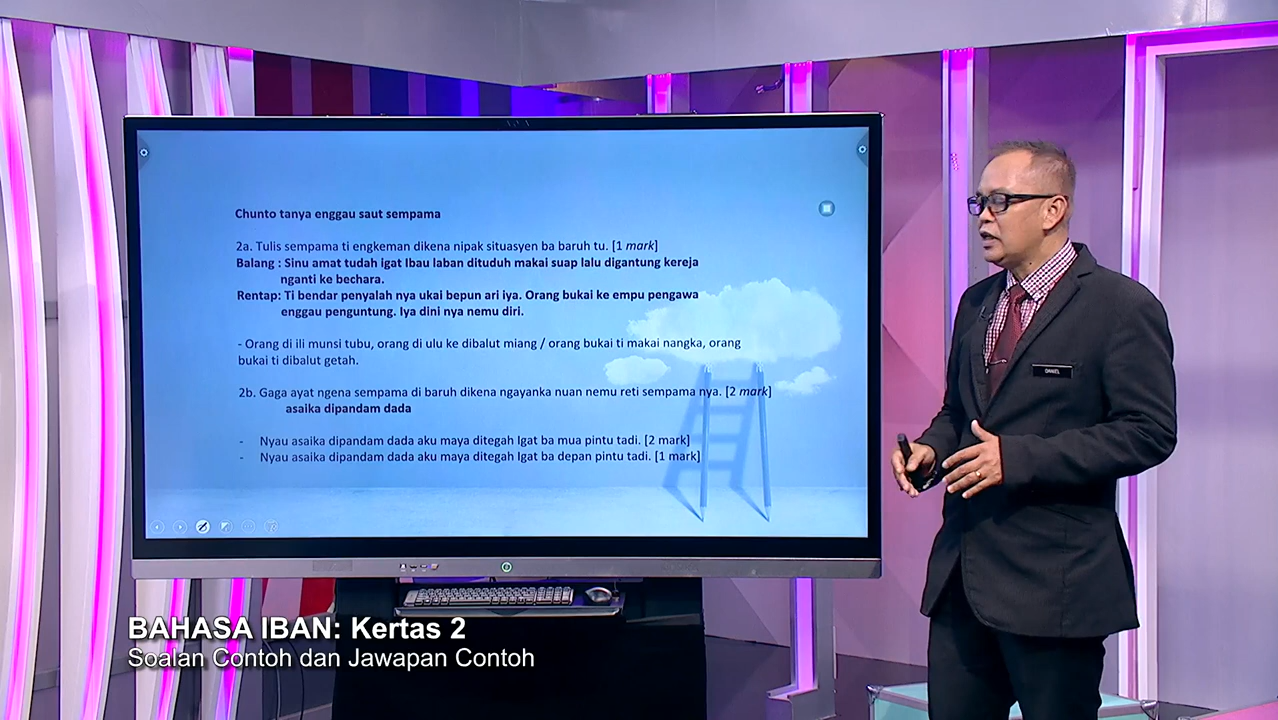 Chunto tanya enggau saut sempama
2a. Tulis sempama ti engkeman dikena nipak situasyen ba baruh tu. [1 mark]
Balang : Sinu amat tudah igat Ibau laban dituduh makai suap lalu digantung kereja
nganti ke bechara.
Rentap: Ti bendar penyalah nya ukai bepun ari iya. Orang bukai ke empu pengawa
enggau penguntung. Iya dini nya nemu diri.
- Orang di ili munsi tubu, orang di ulu ke dibalut miang / orang bukai ti makai nangka, orang
bukai ti dibalut getah.
2b. Gaga ayat ngena sempama di baruh dikena ngayanka nuan nemu reti sempama nya. [2 mark]
asaika dipandam dada
- Nyau asaika dipandam dada aku maya ditegah Igat ba mua pintu tadi. [2 mark]
- Nyau asaika dipandam dada aku maya ditegah Igat ba depan pintu tadi. [1 mark]
DANIEL
BAHASA IBAN: Kertas 2
Soalan Contoh dan Jawapan Contoh